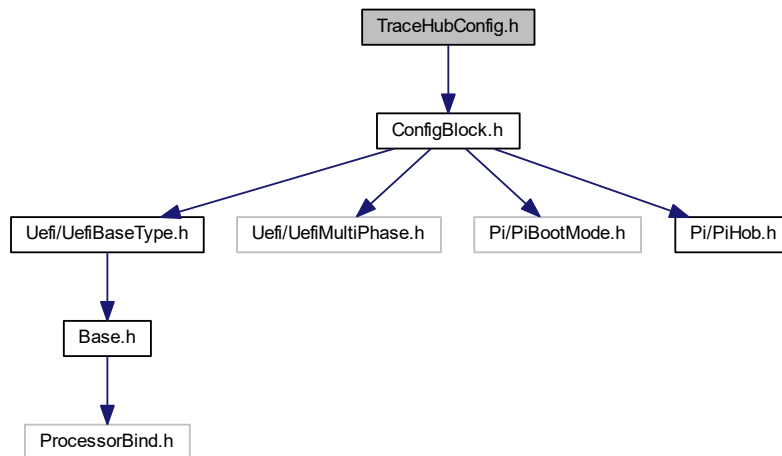 TraceHubConfig.h
ConfigBlock.h
Uefi/UefiBaseType.h
Uefi/UefiMultiPhase.h
Pi/PiBootMode.h
Pi/PiHob.h
Base.h
ProcessorBind.h